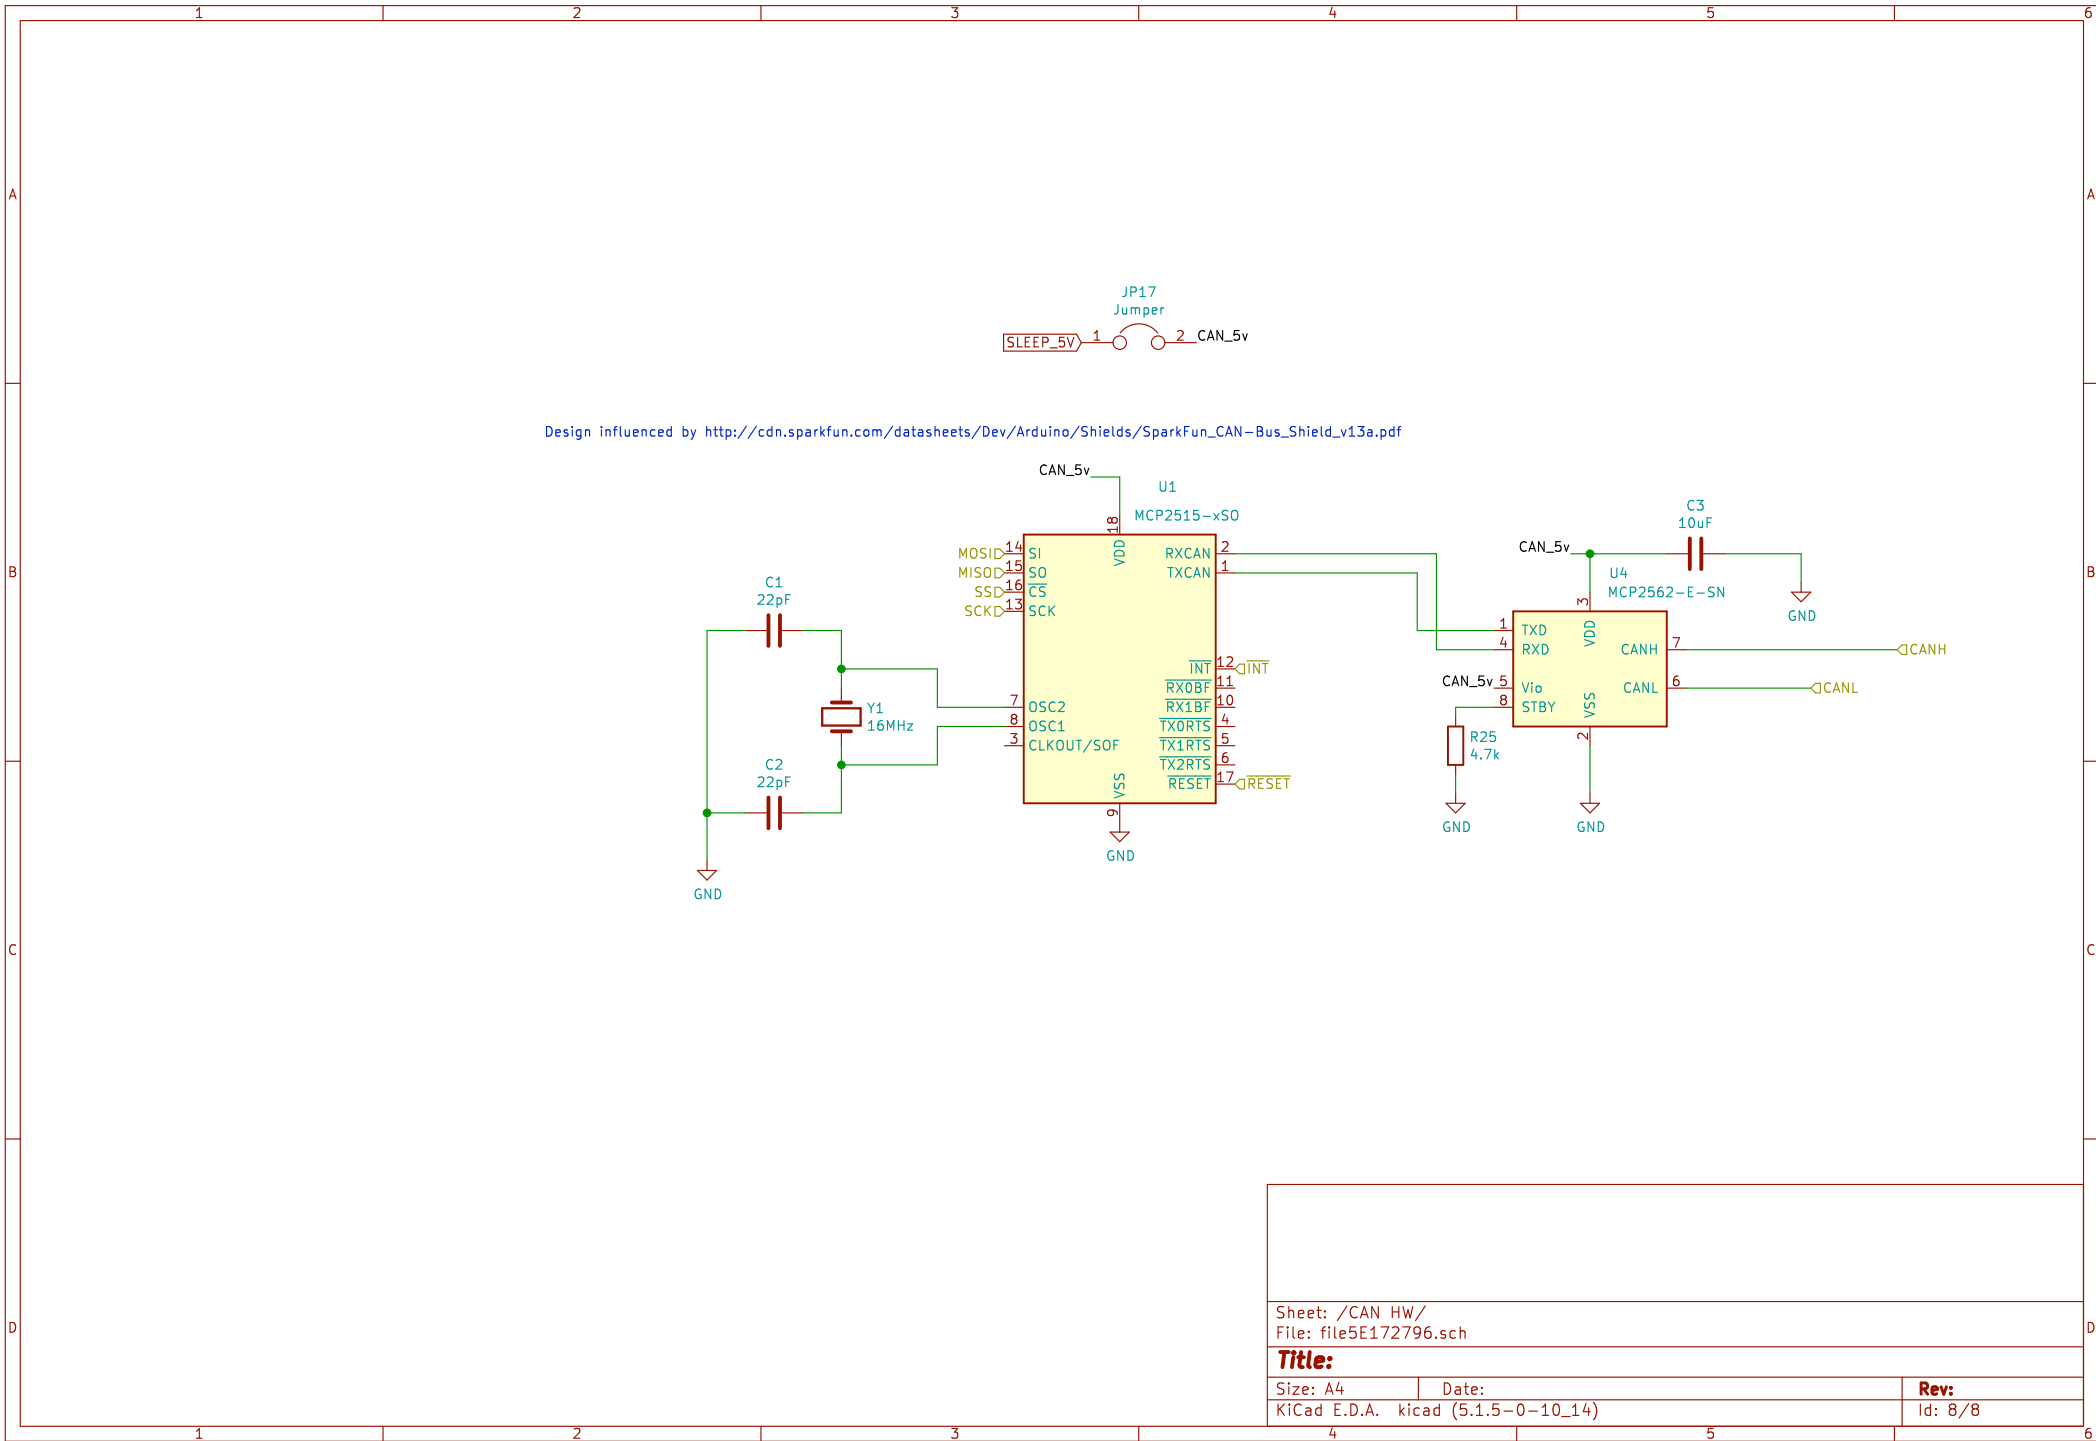 1 2 3 4 5 6
A A
JP17
Jumper
SLEEP_5V 1 2 CAN_5v
Design influenced by http://cdn.sparkfun.com/datasheets/Dev/Arduino/Shields/SparkFun_CAN-Bus_Shield_v13a.pdf
CAN_5v
U1
MCP2515-xSO
18
VDD
MOSI 14 SI
MISO 15 SO
SS 16 CS
SCK 13 SCK
RXCAN 2
TXCAN 1
INT 12 INT
RX0BF 11
RX1BF 10
TX0RTS 4
TX1RTS 5
TX2RTS 6
RESET 17 RESET
7 OSC2
8 OSC1
3 CLKOUT/SOF
VSS
9
GND
B B
C1
22pF
Y1
16MHz
C2
22pF
GND
C3
10uF
CAN_5v
GND
U4
MCP2562-E-SN
3
VDD
1 TXD
4 RXD
CAN_5v 5 Vio
8 STBY
CANH 7 CANH
CANL 6 CANL
VSS
2
GND
R25
4.7k
GND
C C
D D
Sheet: /CAN HW/
File: file5E172796.sch
Title:
Size: A4 Date: Rev:
KiCad E.D.A. kicad (5.1.5-0-10_14) Id: 8/8
1 2 3 4 5 6